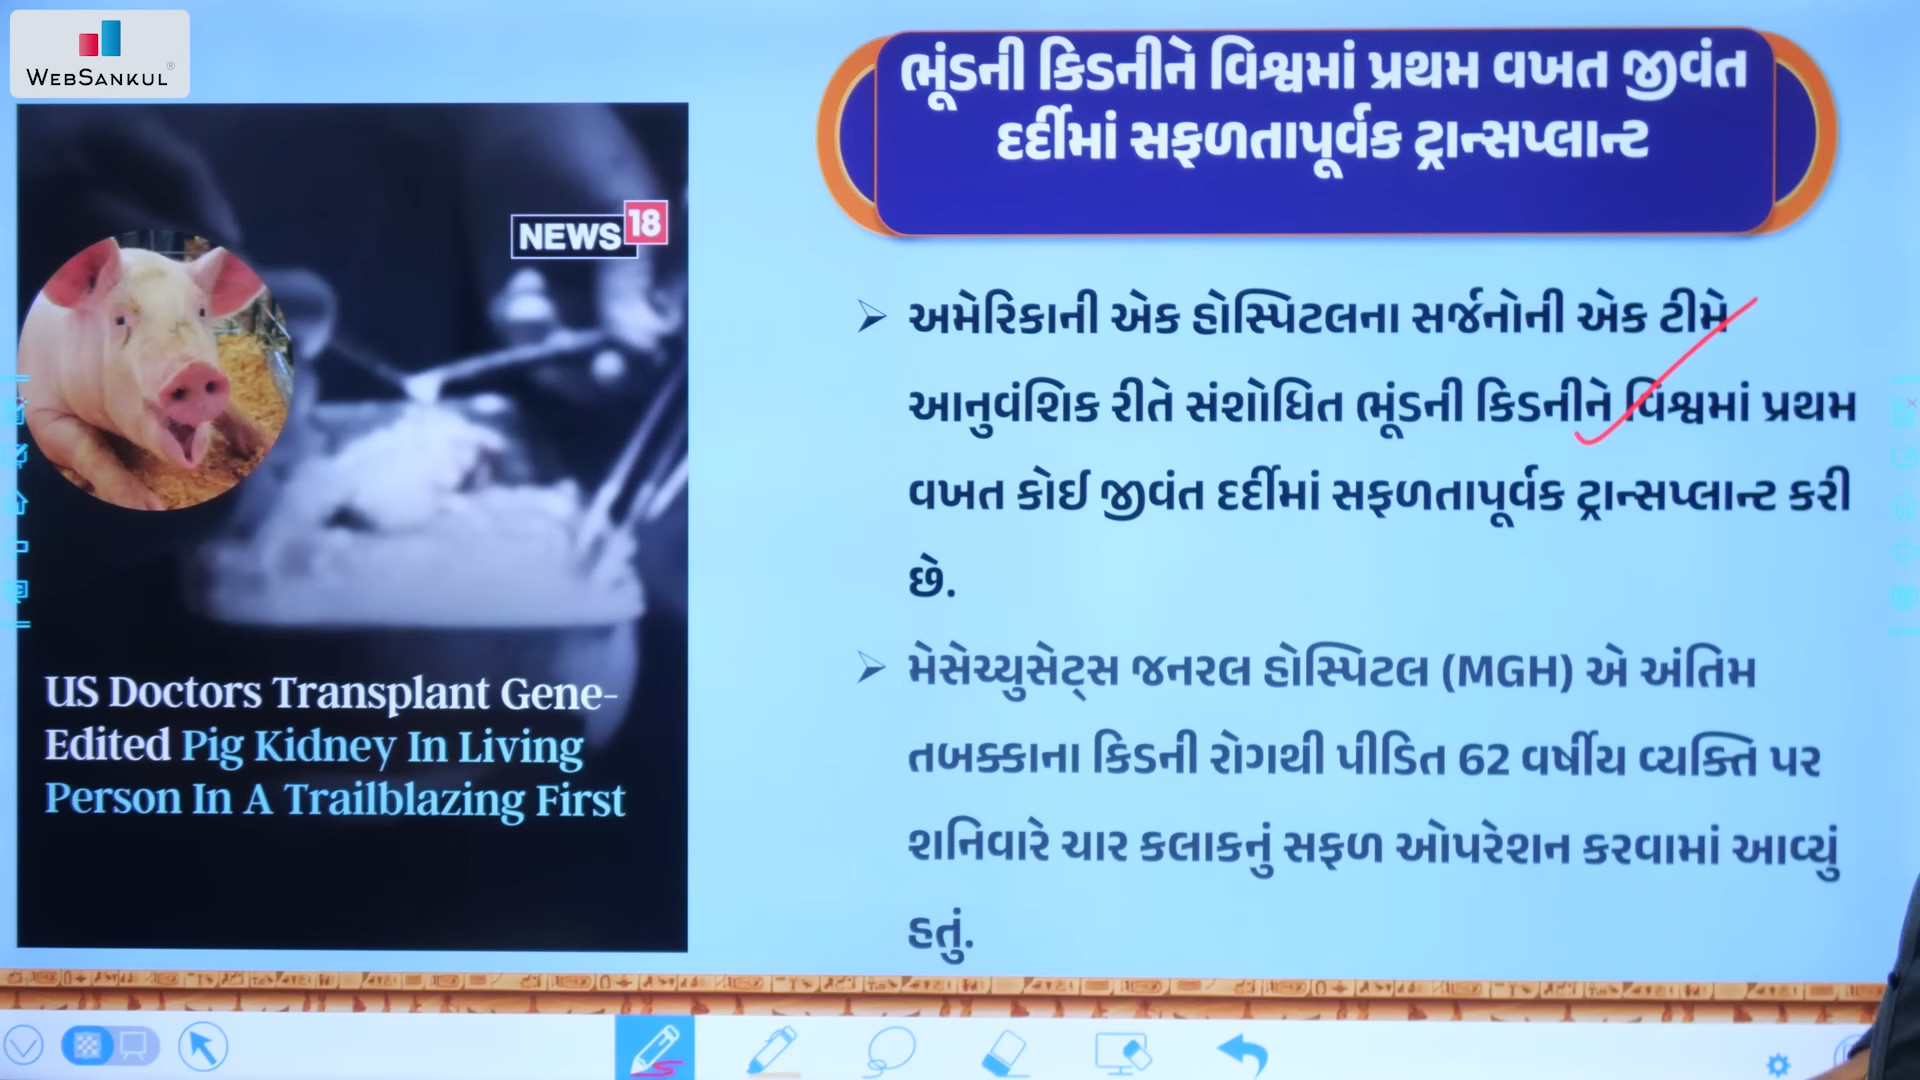 WEBSANKUL
ભૂંડની કિડનીને વિશ્વમાં પ્રથમ વખત જીવંત
દર્દીમાં સફળતાપૂર્વક ટ્રાન્સપ્લાન્ટ
NEWS 18
US Doctors Transplant Gene-
Edited Pig Kidney In Living
Person In A Trailblazing First
અમેરિકાની એક હોસ્પિટલના સર્જનોની એક ટીમે
આનુવંશિક રીતે સંશોધિત ભૂંડની કિડનીને વિશ્વમાં પ્રથમ
વખત કોઈ જીવંત દર્દીમાં સફળતાપૂર્વક ટ્રાન્સપ્લાન્ટ કરી
છે.
મેસેચ્યુસેટ્સ જનરલ હોસ્પિટલ (MGH) એ અંતિમ
તબક્કાના કિડની રોગથી પીડિત 62 વર્ષીય વ્યક્તિ પર
શનિવારે ચાર કલાકનું સફળ ઓપરેશન કરવામાં આવ્યું
હતું.